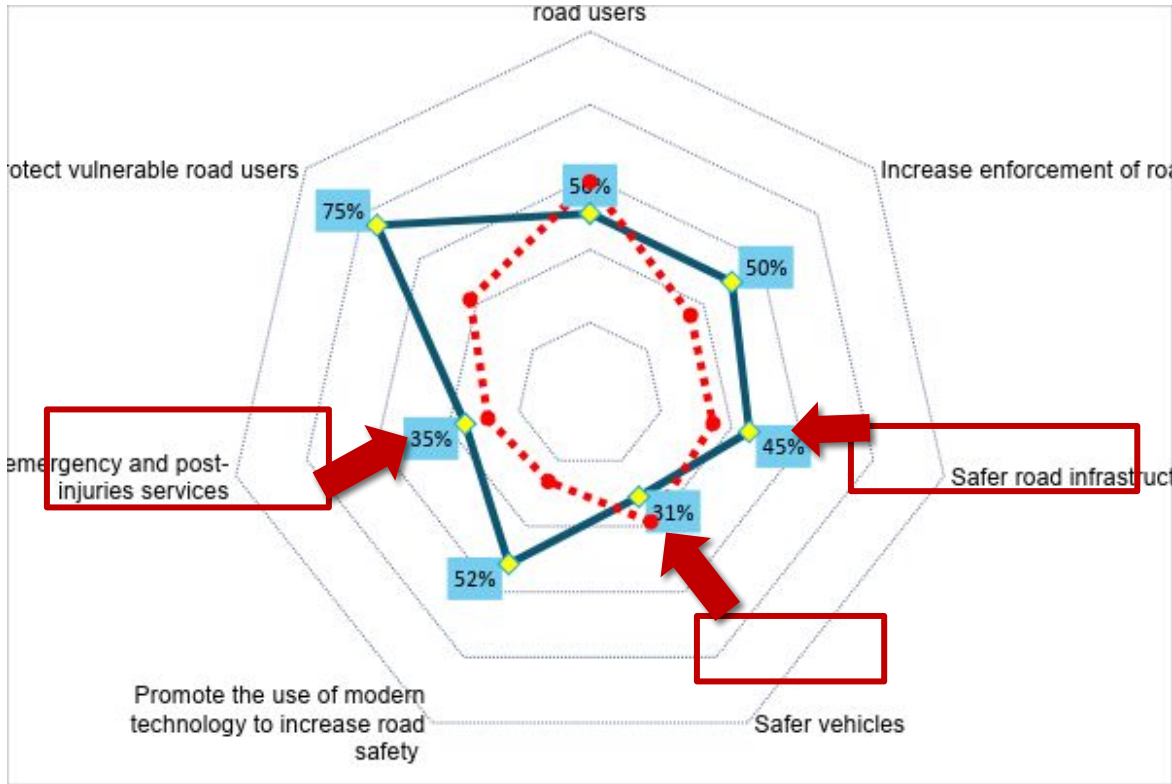 road users
rotect vulnerable road users
Increase enforcement of roa
75%
56%
50%
35%
45%
emergency and post-
injuries services
Safer road infrastruct
31%
52%
Promote the use of modern
technology to increase road
safety
Safer vehicles